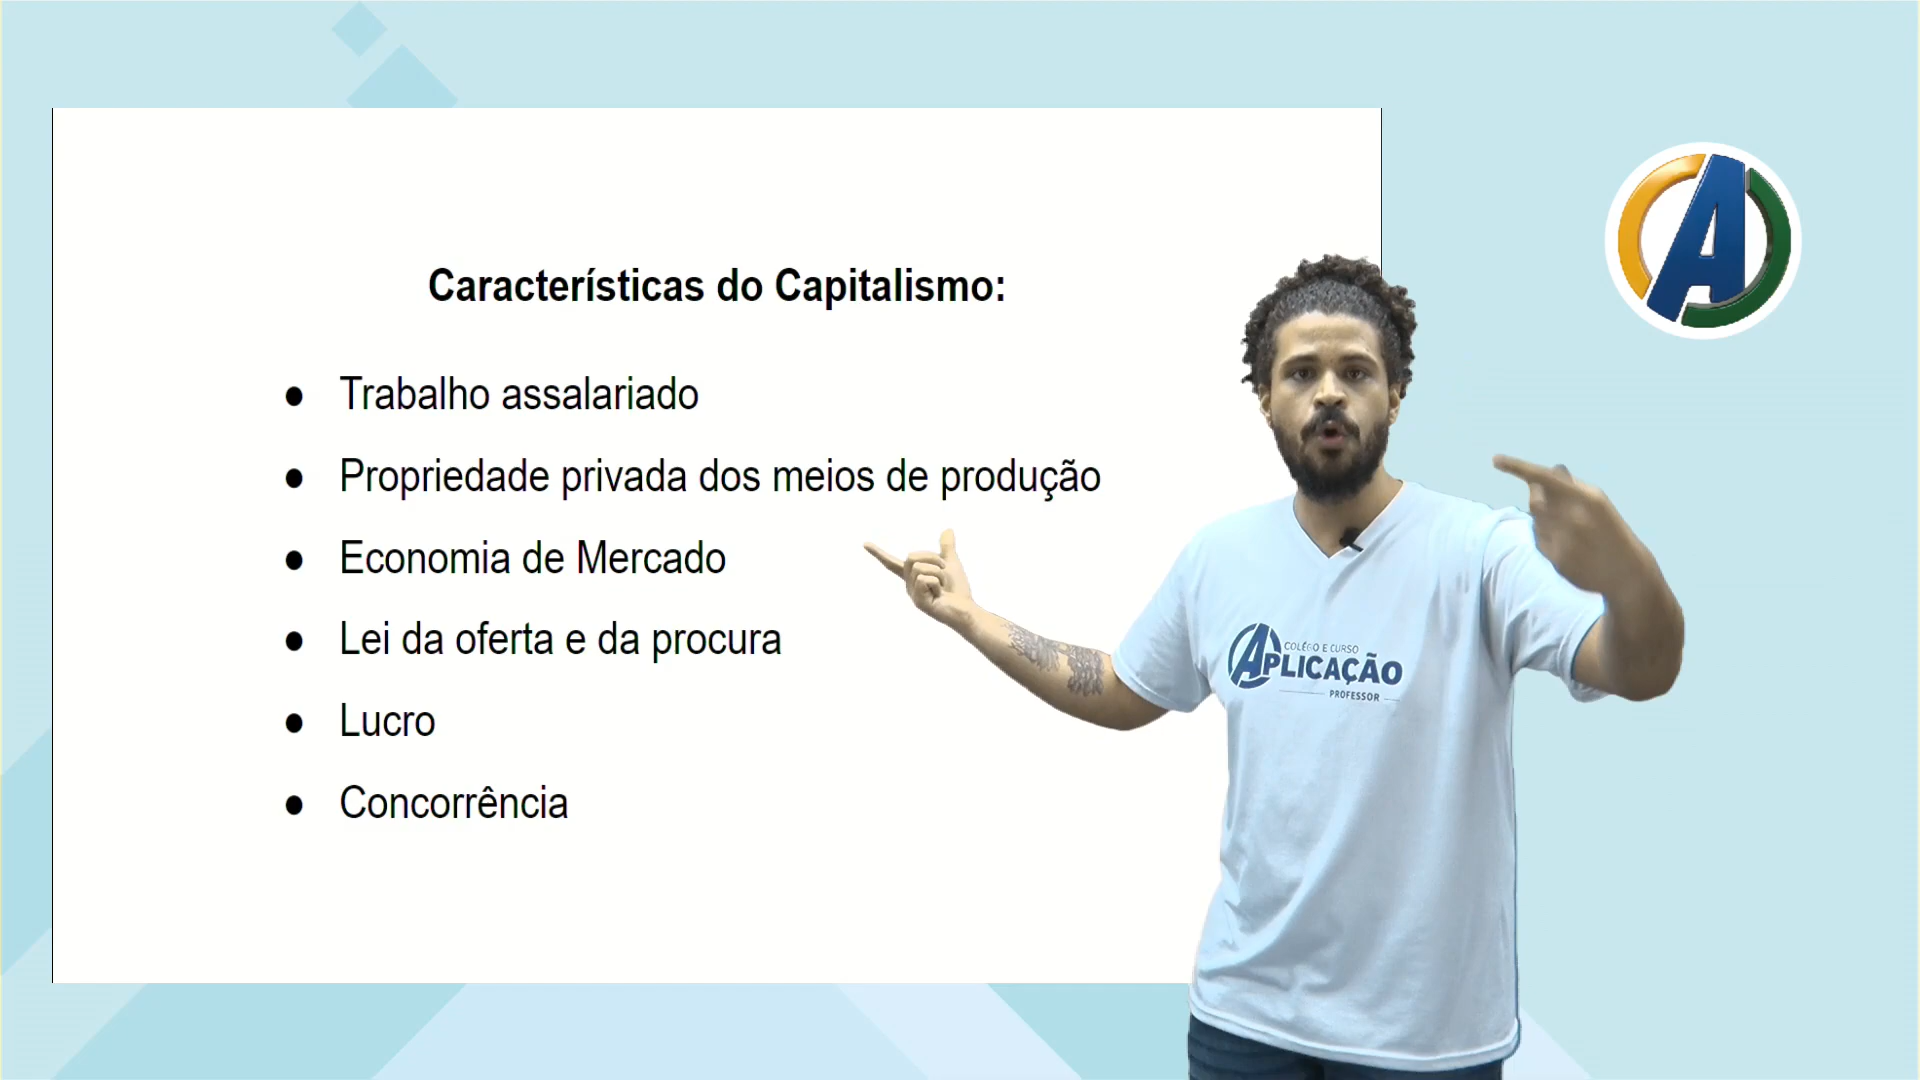 Características do Capitalismo:
● Trabalho assalariado
● Propriedade privada dos meios de produção
● Economia de Mercado
● Lei da oferta e da procura
● Lucro
● Concorrência
A
COLÉGIO E CURSO
APLICAÇÃO
PROFESSOR